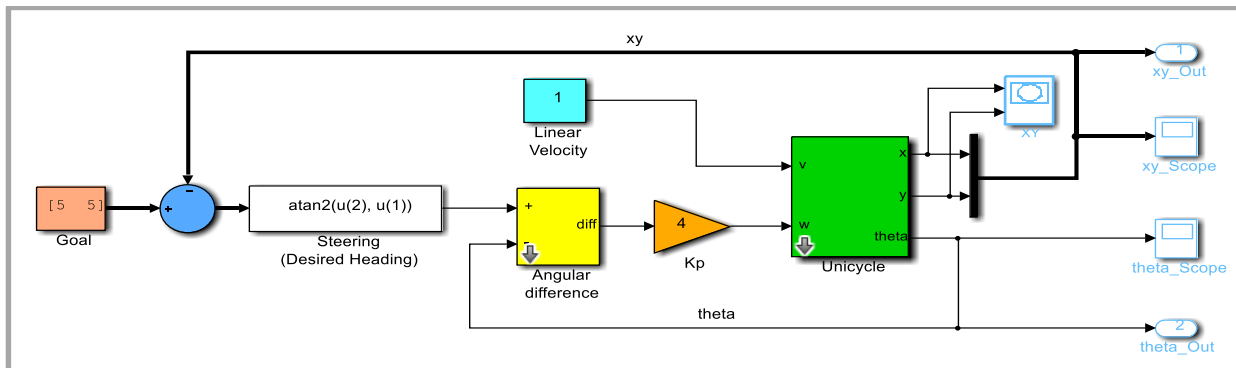 xy
1
xy_Out
1
Linear
Velocity
XY
xy_Scope
[5 5]
Goal
+
-
atan2(u(2), u(1))
Steering
(Desired Heading)
+
-
diff
Angular
difference
4
Kp
v
w
x
y
theta
Unicycle
theta_Scope
theta
2
theta_Out